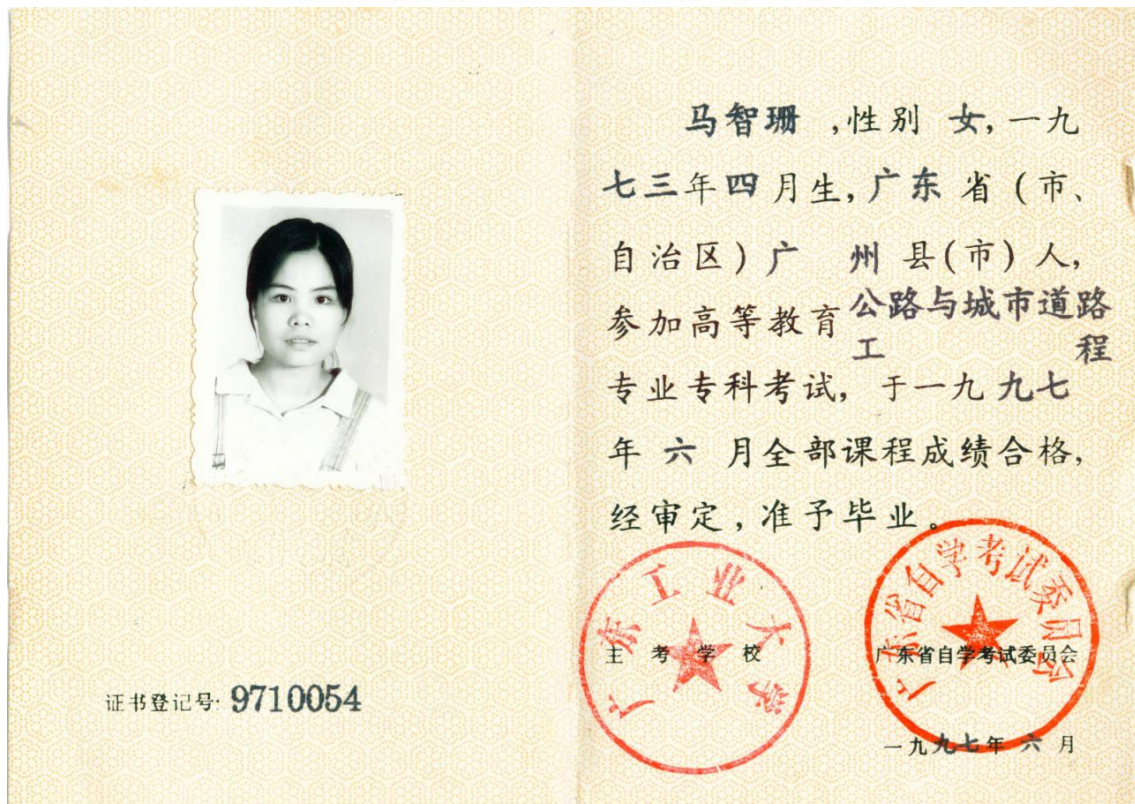 马智珊，性别 女，一九
七三年四月生，广东省（市、
自治区）广 州县（市）人，
参加高等教育公路与城市道路
工 程
专业专科考试，于一九九七
年 六 月全部课程成绩合格，
经审定，准予毕业。
广东工业大学
主考学校
广东省自学考试委员会
广东省自学考试委员会
一九九七年六月
证书登记号：9710054